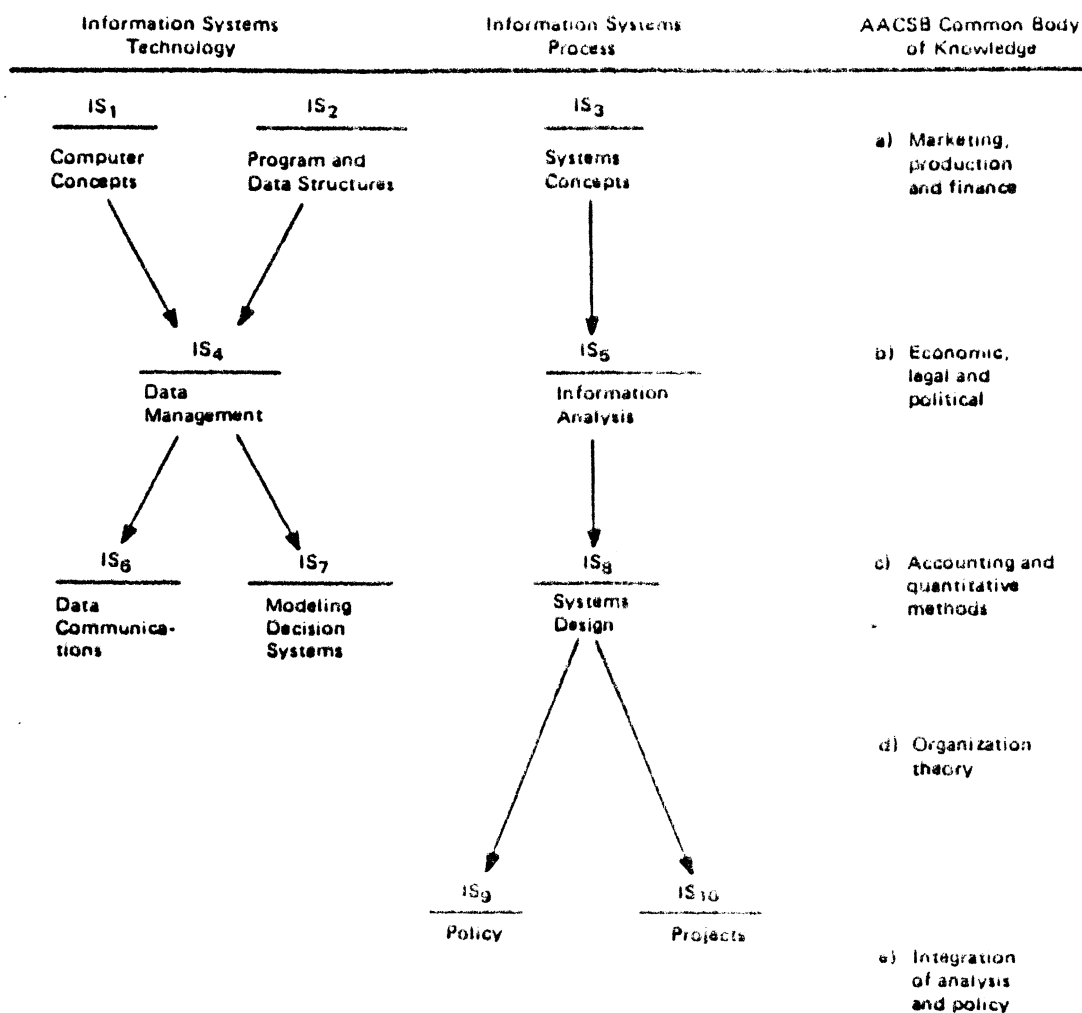 Information Systems
Technology
Information Systems
Process
AACSB Common Body
of Knowledge
IS1
Computer
Concepts
IS2
Program and
Data Structures
IS3
Systems
Concepts
a) Marketing,
production
and finance
IS4
Data
Management
IS5
Information
Analysis
b) Economic,
legal and
political
IS6
Data
Communica-
tions
IS7
Modeling
Decision
Systems
IS8
Systems
Design
c) Accounting and
quantitative
methods
d) Organization
theory
IS9
Policy
IS10
Projects
e) Integration
of analysis
and policy